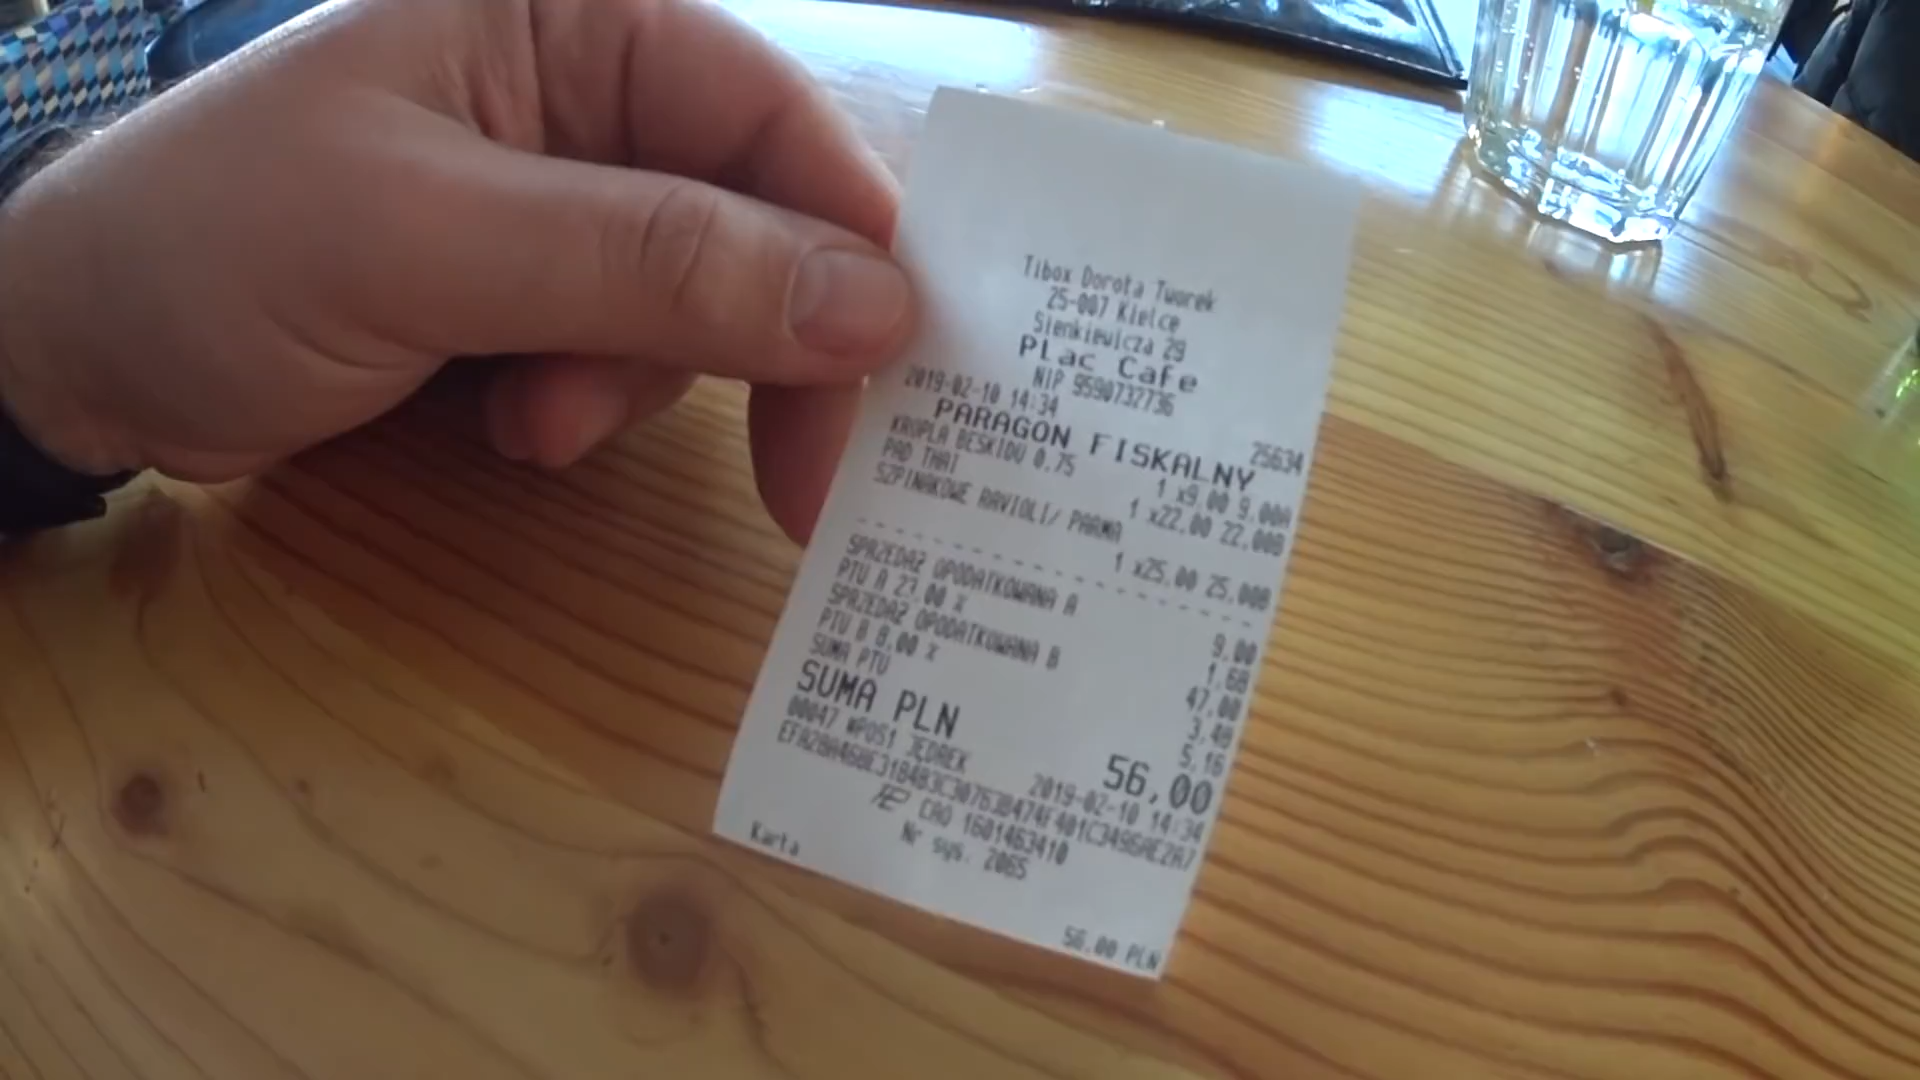 Tibox Dorota Tworek
25-007 Kielce
Sienkiewicza 29
PLac Cafe
NIP 9590732736
2019-02-10 14:34 25634
PARAGON FISKALNY
KROPLA BESKIDU 0.75 1 x9.00 9.00A
PAD THAI 1 x22.00 22.00B
SZPINAKOWE RAVIOLI/ PARMA
1 x25.00 25.00B
SPRZEDAŻ OPODATKOWANA A 9.00
PTU A 23.00 % 1.68
SPRZEDAŻ OPODATKOWANA B 47.00
PTU B 8.00 % 3.48
SUMA PTU 5.16
SUMA PLN 56,00
00047 #POS1 JEDREK 2019-02-10 14:34
CAO 1601463410
Nr sys. 2065
Karta 56.00 PLN